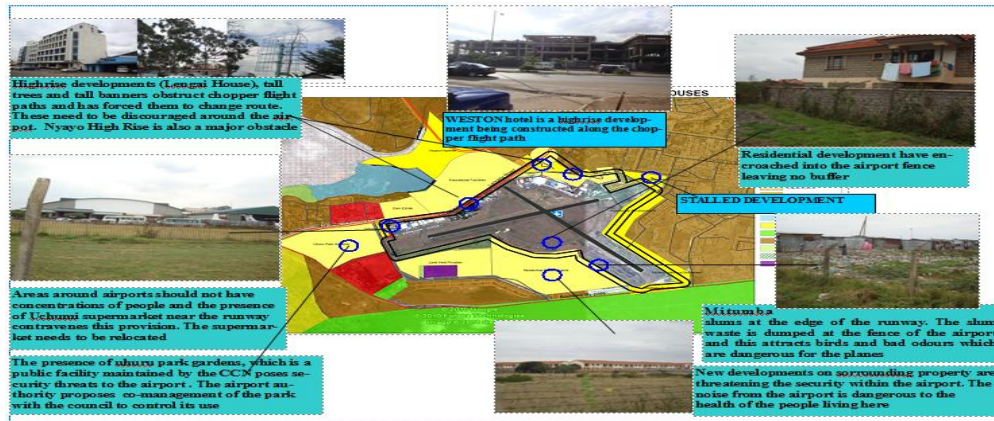 Highrise developments (Lengai House), tall
trees and tall banners obstruct chopper flight
paths and has forced them to change route.
These need to be discouraged around the air-
pot. Nyayo High Rise is also a major obstacle
OUSES
WESTON hotel is a highrise develop-
ment being constructed along the chop-
per flight path
Residential development have en-
croached into the airport fence
leaving no buffer
STALLED DEVELOPMENT
Areas around airports should not have
concentrations of people and the presence
of Uchumi supermarket near the runway
contravenes this provision. The supermar-
ket needs to be relocated
The presence of uhuru park gardens, which is a
public facility maintained by the CCN poses se-
curity threats to the airport . The airport au-
thority proposes co-management of the park
with the council to control its use
Mitumba
slums at the edge of the runway. The slum
waste is dumped at the fence of the airport
and this attracts birds and bad odours which
are dangerous for the planes
New developments on sorrounding property are
threatening the security within the airport. The
noise from the airport is dangerous to the
health of the people living here